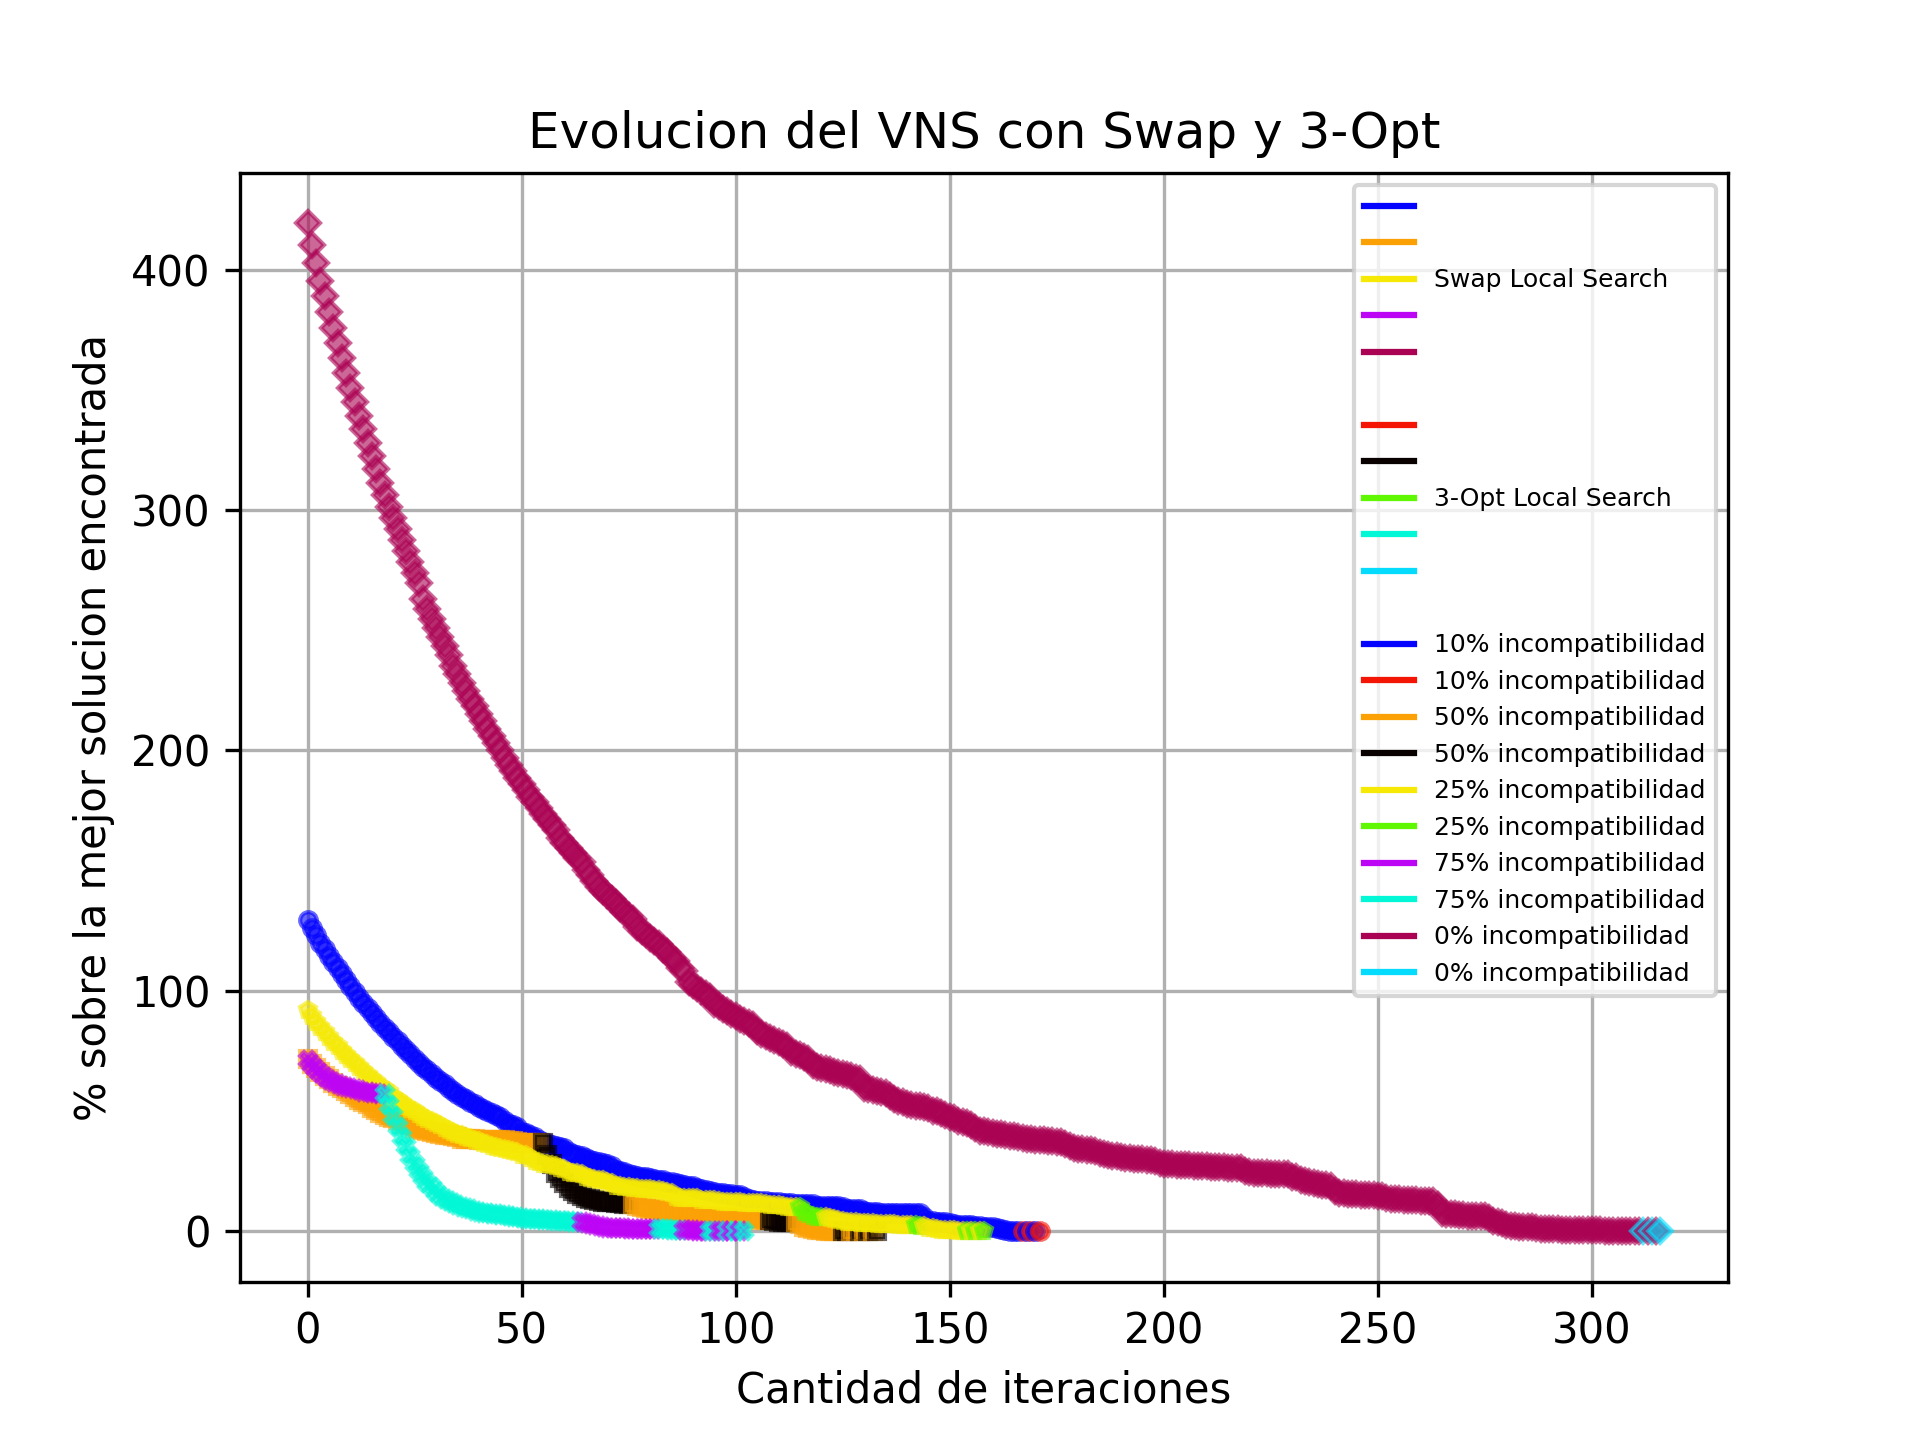 Evolucion del VNS con Swap y 3-Opt
% sobre la mejor solucion encontrada
400
300
200
100
0
0 50 100 150 200 250 300
Cantidad de iteraciones
Swap Local Search
3-Opt Local Search
10% incompatibilidad
10% incompatibilidad
50% incompatibilidad
50% incompatibilidad
25% incompatibilidad
25% incompatibilidad
75% incompatibilidad
75% incompatibilidad
0% incompatibilidad
0% incompatibilidad